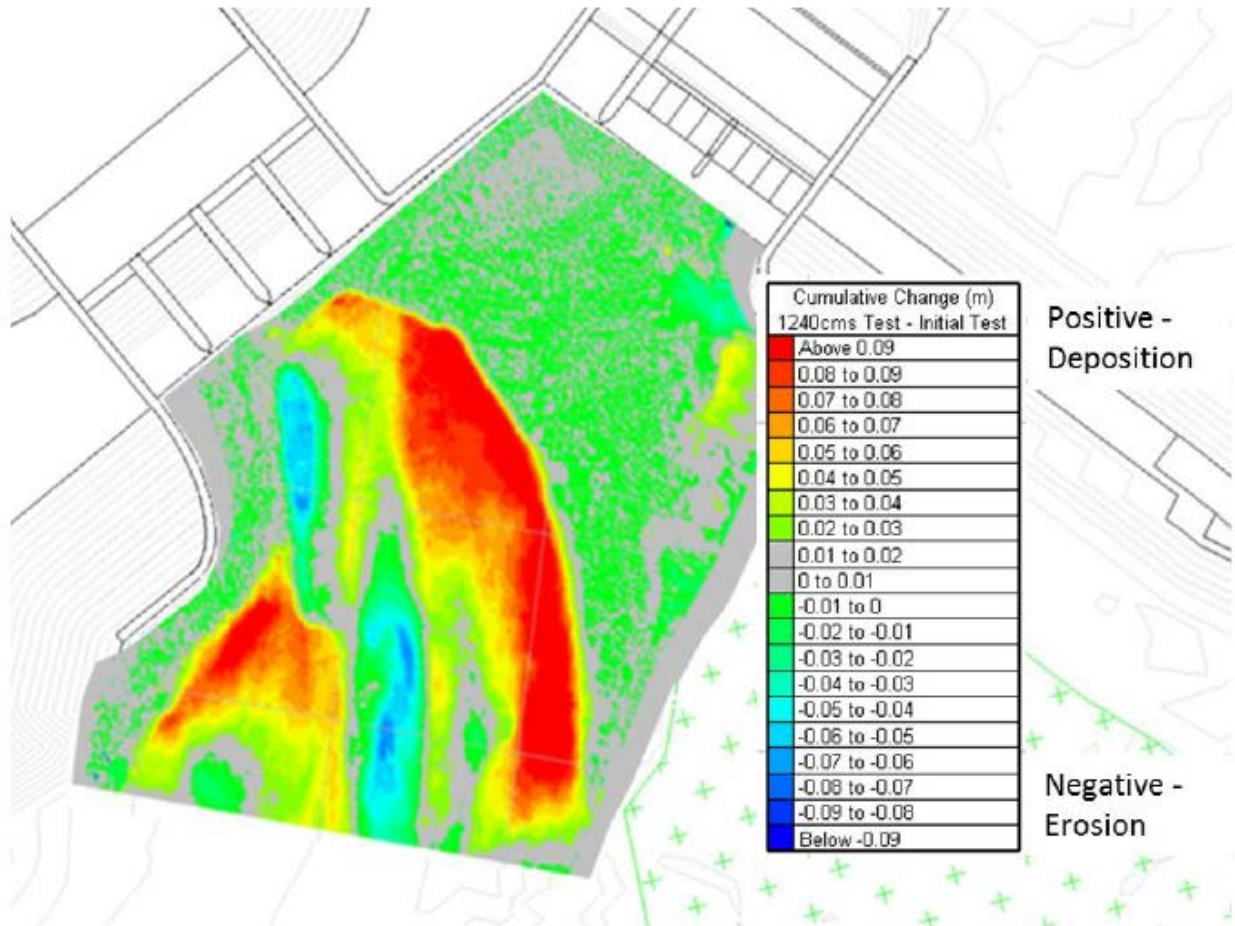 Cumulative Change (m)
1240cms Test - Initial Test
Above 0.09
0.08 to 0.09
0.07 to 0.08
0.06 to 0.07
0.05 to 0.06
0.04 to 0.05
0.03 to 0.04
0.02 to 0.03
0.01 to 0.02
0 to 0.01
-0.01 to 0
-0.02 to -0.01
-0.03 to -0.02
-0.04 to -0.03
-0.05 to -0.04
-0.06 to -0.05
-0.07 to -0.06
-0.08 to -0.07
-0.09 to -0.08
Below -0.09
Positive -
Deposition
Negative -
Erosion